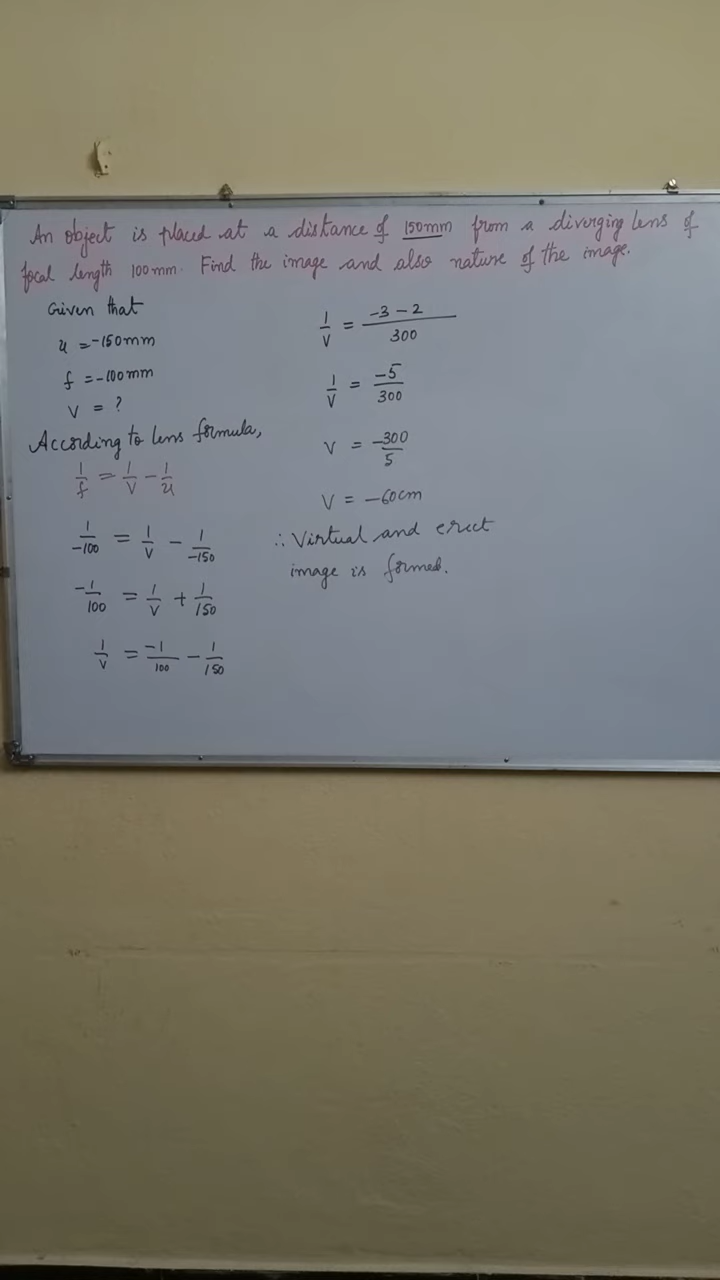 An object is placed at a distance of 150mm from a diverging lens of
focal length 100mm. Find the image and also nature of the image.
Given that
u = -150mm
f = -100mm
V = ?
According to lens formula,
1/f = 1/V - 1/u
1/-100 = 1/V - 1/-150
-1/100 = 1/V + 1/150
1/V = -1/100 - 1/150
1/V = -3-2/300
1/V = -5/300
V = -300/5
V = -60cm
∴ Virtual and erect
image is formed.